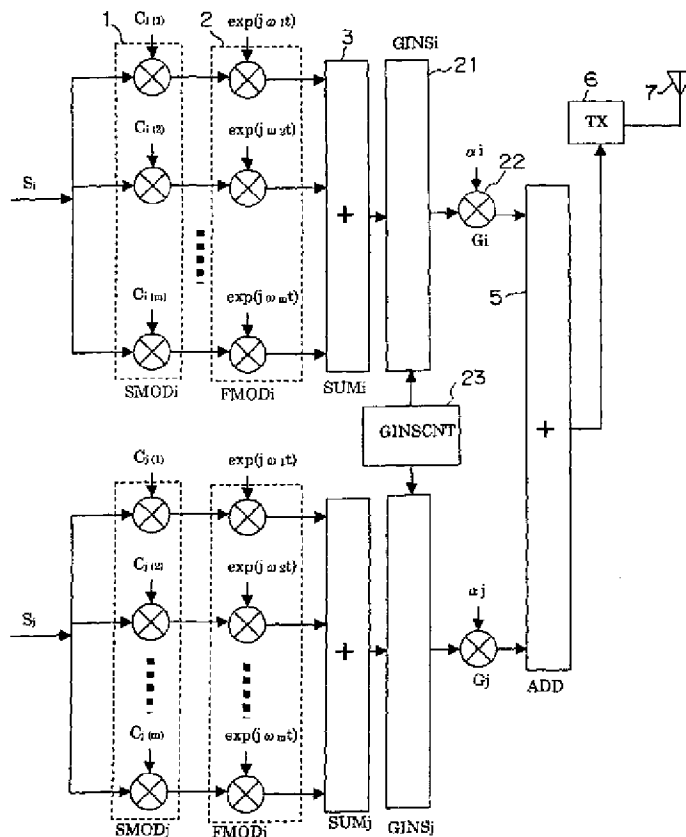 1
Ci(1)
2
exp(jω1t)
3
GINSi
21
6
7
TX
Ci(2)
exp(jω2t)
αi
22
Si
+
Gi
5
Ci(m)
exp(jωmt)
SMODi
FMODi
SUMi
23
GINSCNT
+
Cj(1)
exp(jω1t)
Cj(2)
exp(jω2t)
αj
Sj
+
Gj
ADD
Cj(m)
exp(jωmt)
SMODj
FMODj
SUMj
GINSj